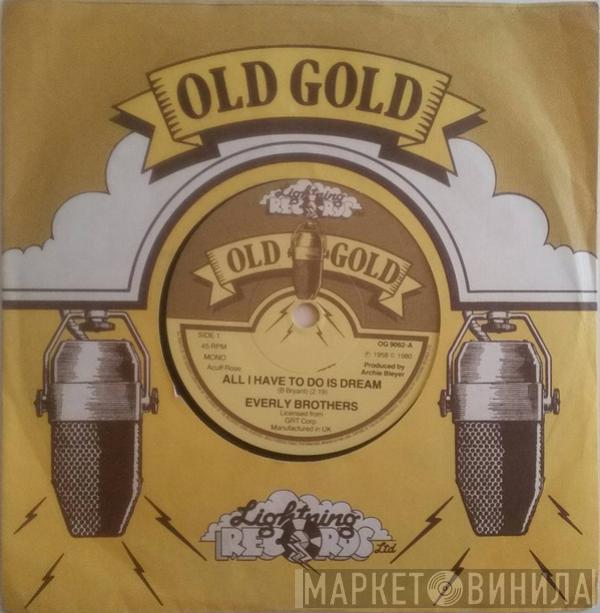 OLD GOLD
Lightning
RECORDS
OLD GOLD
SIDE 1
45 RPM
MONO
Acuff-Rose
OG 9062-A
℗ 1958 © 1980
Produced by
Archie Bleyer
ALL I HAVE TO DO IS DREAM
(B Bryant) (2.19)
EVERLY BROTHERS
Licensed from
GRT Corp
Manufactured in UK
Lightning
RECORDS Ltd
МАРКЕТ ВИНИЛА